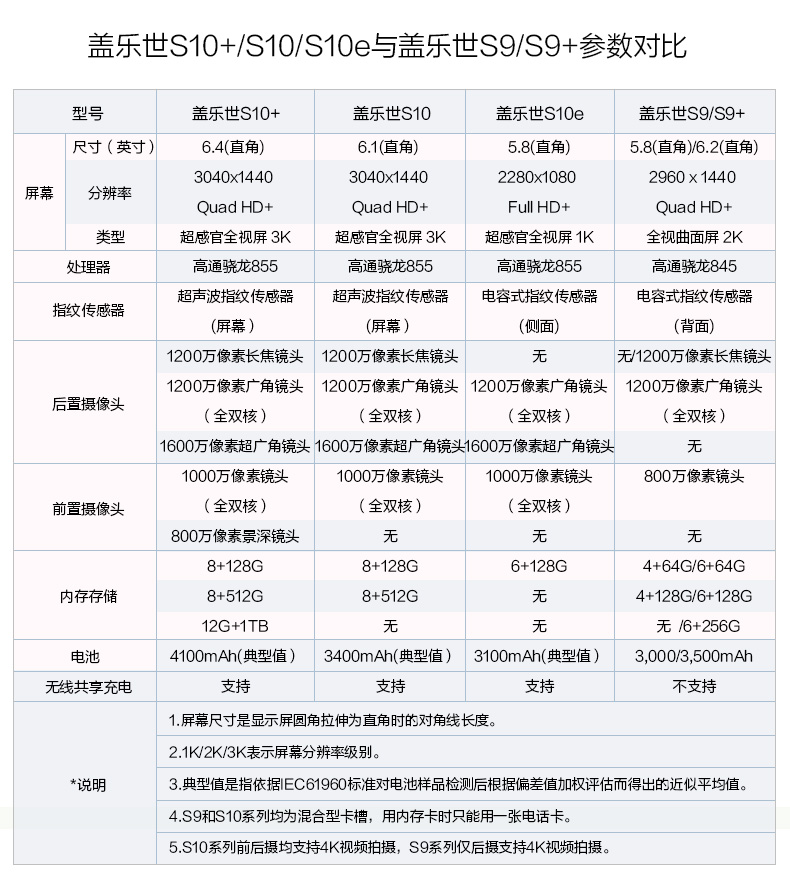 盖乐世S10+/S10/S10e与盖乐世S9/S9+参数对比
型号 盖乐世S10+ 盖乐世S10 盖乐世S10e 盖乐世S9/S9+
屏幕
尺寸（英寸） 6.4(直角) 6.1(直角) 5.8(直角) 5.8(直角)/6.2(直角)
分辨率
3040x1440 3040x1440 2280x1080 2960 x 1440
Quad HD+ Quad HD+ Full HD+ Quad HD+
类型 超感官全视屏 3K 超感官全视屏 3K 超感官全视屏 1K 全视曲面屏 2K
处理器 高通骁龙855 高通骁龙855 高通骁龙855 高通骁龙845
指纹传感器
超声波指纹传感器 超声波指纹传感器 电容式指纹传感器 电容式指纹传感器
(屏幕） (屏幕） (侧面) (背面)
后置摄像头
1200万像素长焦镜头 1200万像素长焦镜头 无 无/1200万像素长焦镜头
1200万像素广角镜头 1200万像素广角镜头 1200万像素广角镜头 1200万像素广角镜头
（全双核） （全双核） （全双核） （全双核）
1600万像素超广角镜头 1600万像素超广角镜头 1600万像素超广角镜头 无
前置摄像头
1000万像素镜头 1000万像素镜头 1000万像素镜头 800万像素镜头
（全双核） （全双核） （全双核）
800万像素景深镜头 无 无 无
内存存储
8+128G 8+128G 6+128G 4+64G/6+64G
8+512G 8+512G 无 4+128G/6+128G
12G+1TB 无 无 无 /6+256G
电池 4100mAh(典型值） 3400mAh(典型值） 3100mAh(典型值） 3,000/3,500mAh
无线共享充电 支持 支持 支持 不支持
*说明
1.屏幕尺寸是显示屏圆角拉伸为直角时的对角线长度。
2.1K/2K/3K表示屏幕分辨率级别。
3.典型值是指依据IEC61960标准对电池样品检测后根据偏差值加权评估而得出的近似平均值。
4.S9和S10系列均为混合型卡槽，用内存卡时只能用一张电话卡。
5.S10系列前后摄均支持4K视频拍摄，S9系列仅后摄支持4K视频拍摄。